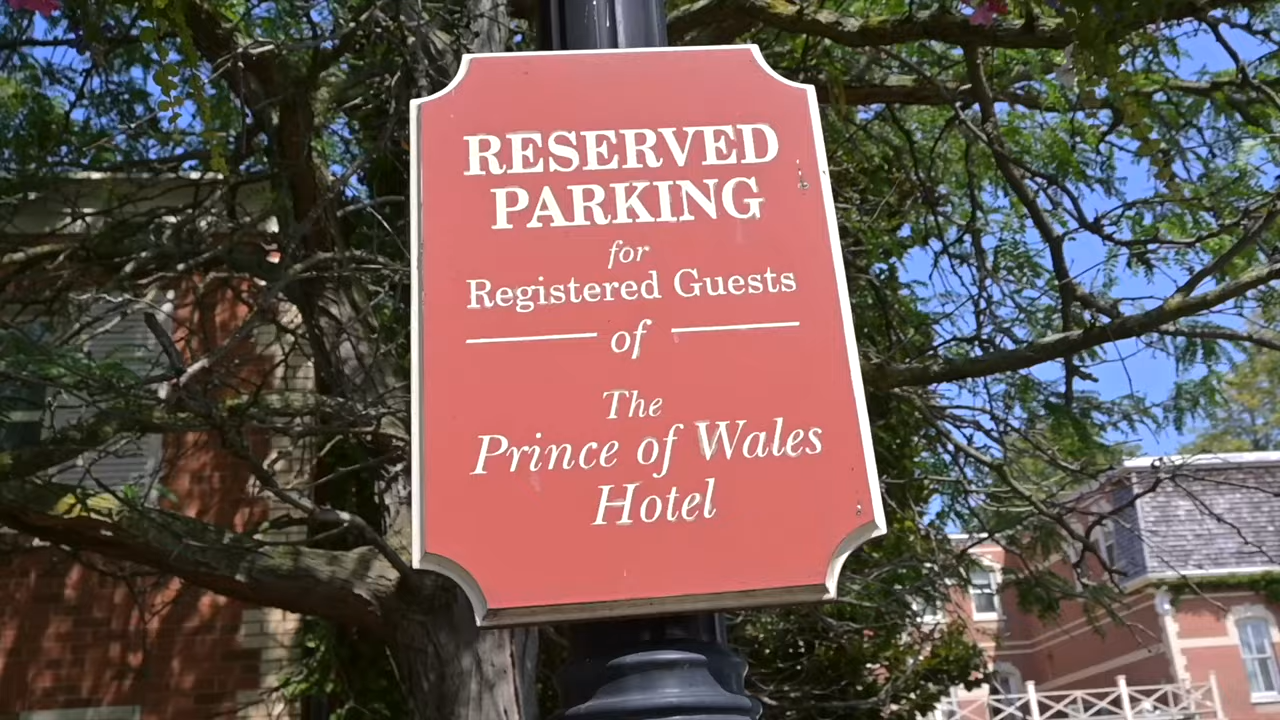 RESERVED
PARKING
for
Registered Guests
of
The
Prince of Wales
Hotel